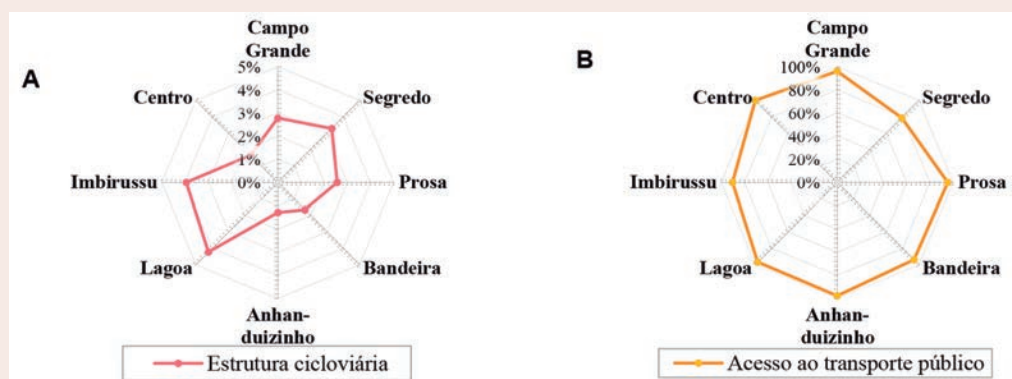 A
Campo
Grande
5%
4%
3%
2%
1%
0%
Segredo
Prosa
Bandeira
Anhan-
duizinho
Lagoa
Imbirussu
Centro
Estrutura cicloviária
B
Campo
Grande
100%
80%
60%
40%
20%
0%
Segredo
Prosa
Bandeira
Anhan-
duizinho
Lagoa
Imbirussu
Centro
Acesso ao transporte público